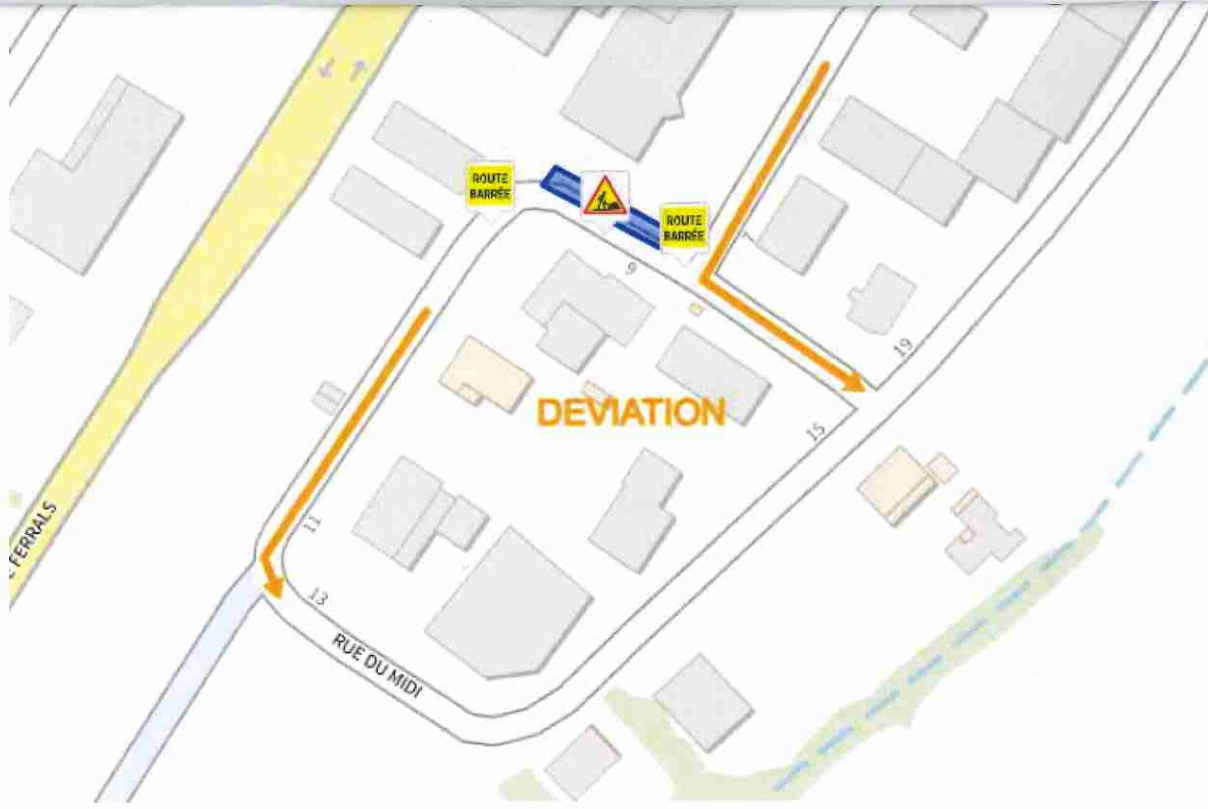 ROUTE
BARRÉE
ROUTE
BARRÉE
9
19
DEVIATION
15
FERRALS
11
13
RUE DU MIDI